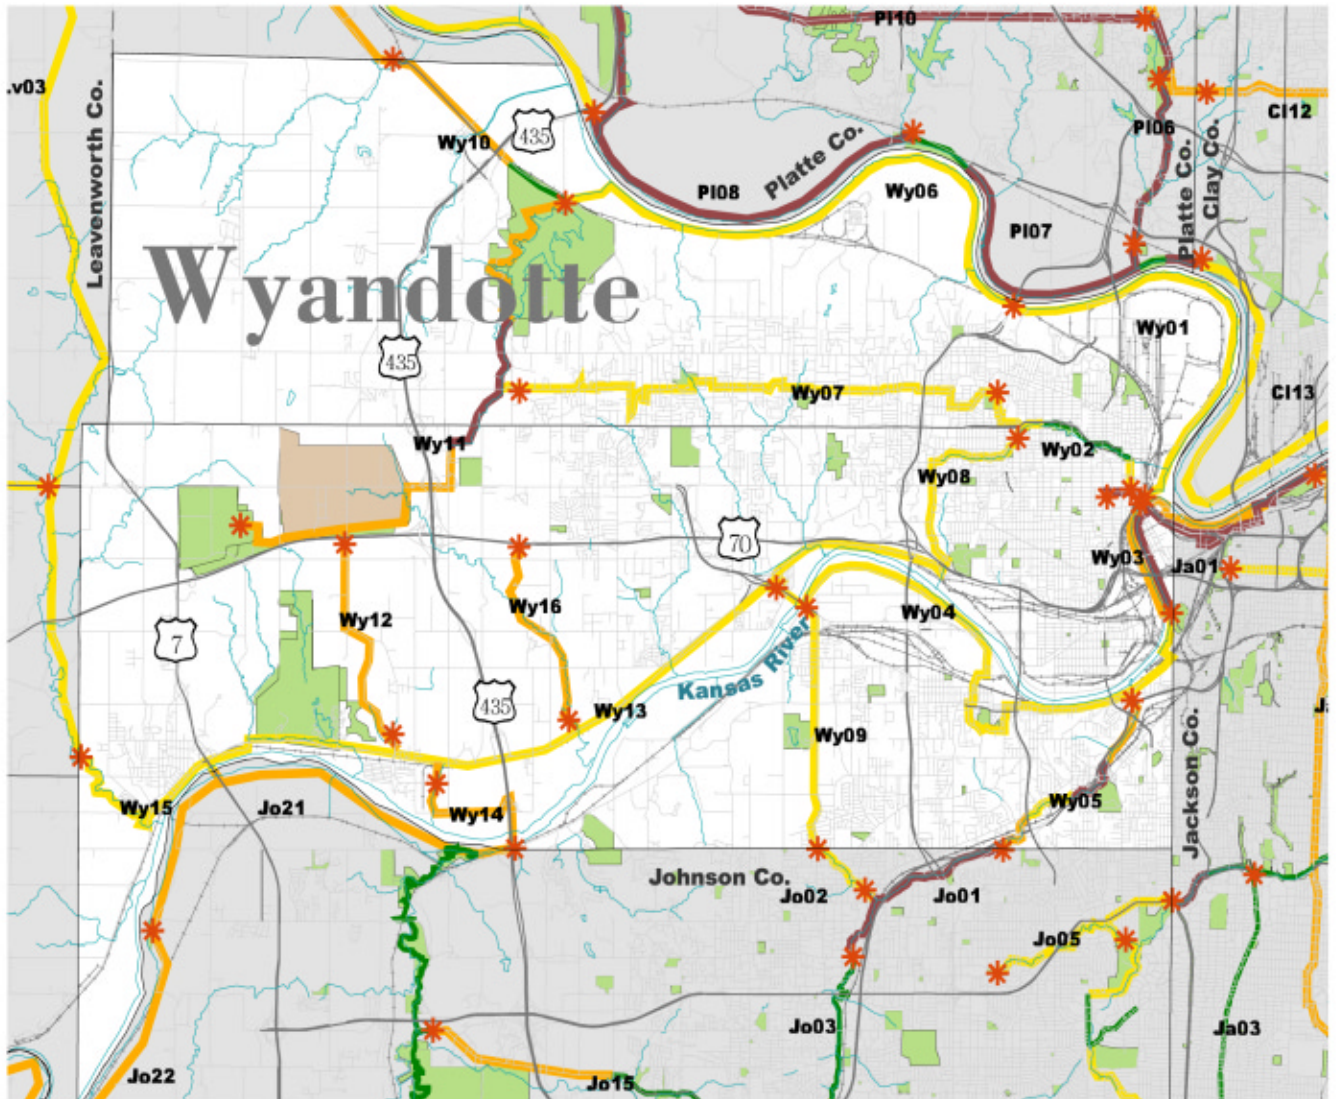 Pl10
.v03
Cl12
435
Pl06
Wy10
Leavenworth Co.
Platte Co.
Platte Co.
Clay Co.
Pl08
Wy06
Pl07
Wyandotte
Wy01
435
Wy07
Cl13
Wy11
Wy02
Wy08
70
Wy03
Ja01
Wy16
Wy04
Wy12
7
Kansas River
435
Wy13
J
Wy09
Jackson Co.
Wy15
Jo21
Wy14
Wy05
Johnson Co.
Jo02
Jo01
Jo05
Jo03
Ja03
Jo22
Jo15